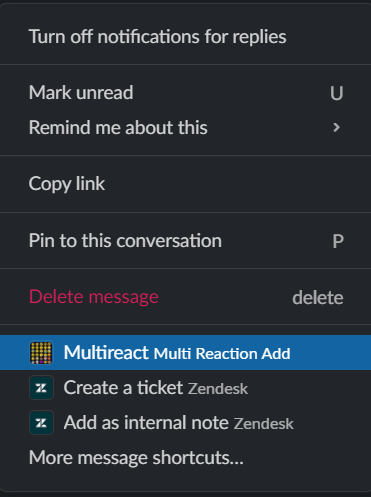 Turn off notifications for replies
Mark unread U
Remind me about this
Copy link
Pin to this conversation P
Delete message delete
Multireact Multi Reaction Add
Create a ticket Zendesk
Add as internal note Zendesk
More message shortcuts...